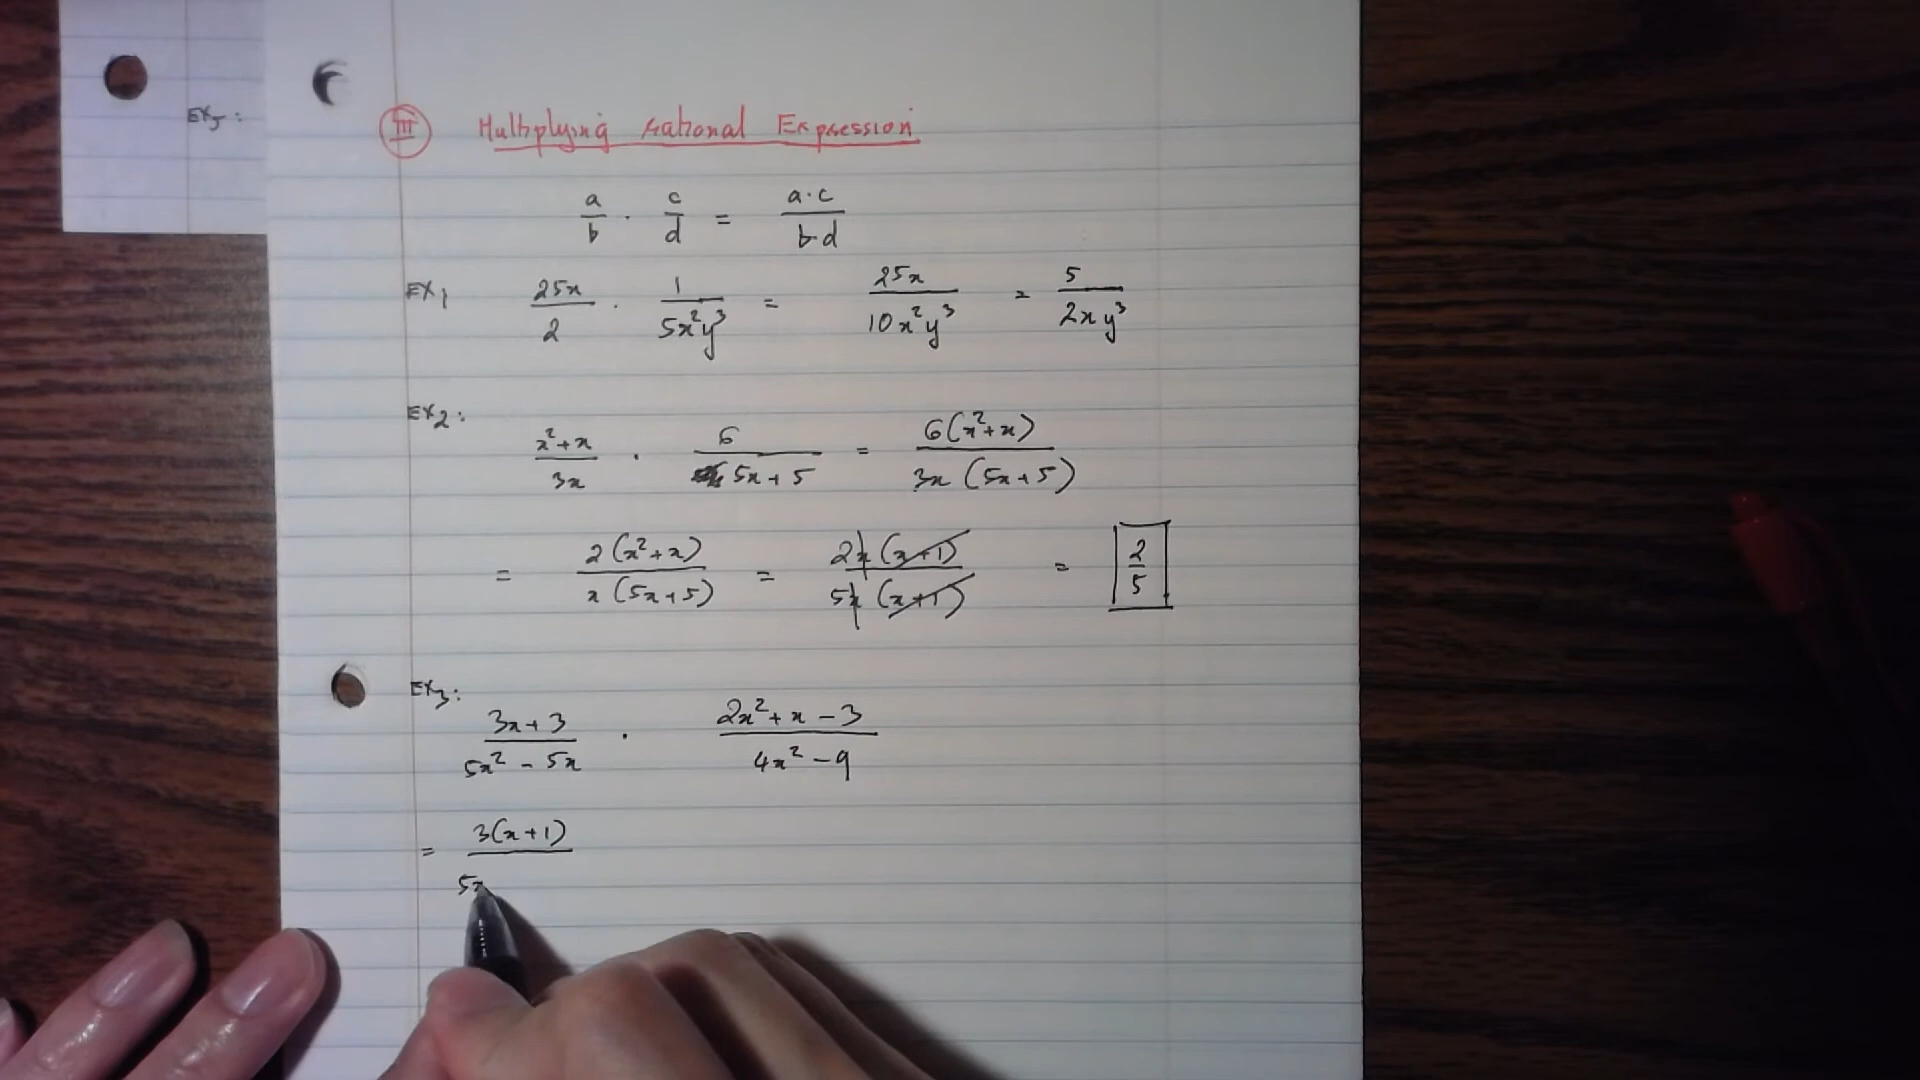 EX5:
III Multiplying rational Expression
a/b · c/d = a·c/b·d
EX1 25x/2 · 1/5x²y³ = 25x/10x²y³ = 5/2xy³
EX2: x²+x/3x · 6/5x+5 = 6(x²+x)/3x(5x+5)
= 2(x²+x)/x(5x+5) = 2x(x+1)/5x(x+1) = 2/5
EX3:
3x+3/5x²-5x · 2x²+x-3/4x²-9
= 3(x+1)/5x